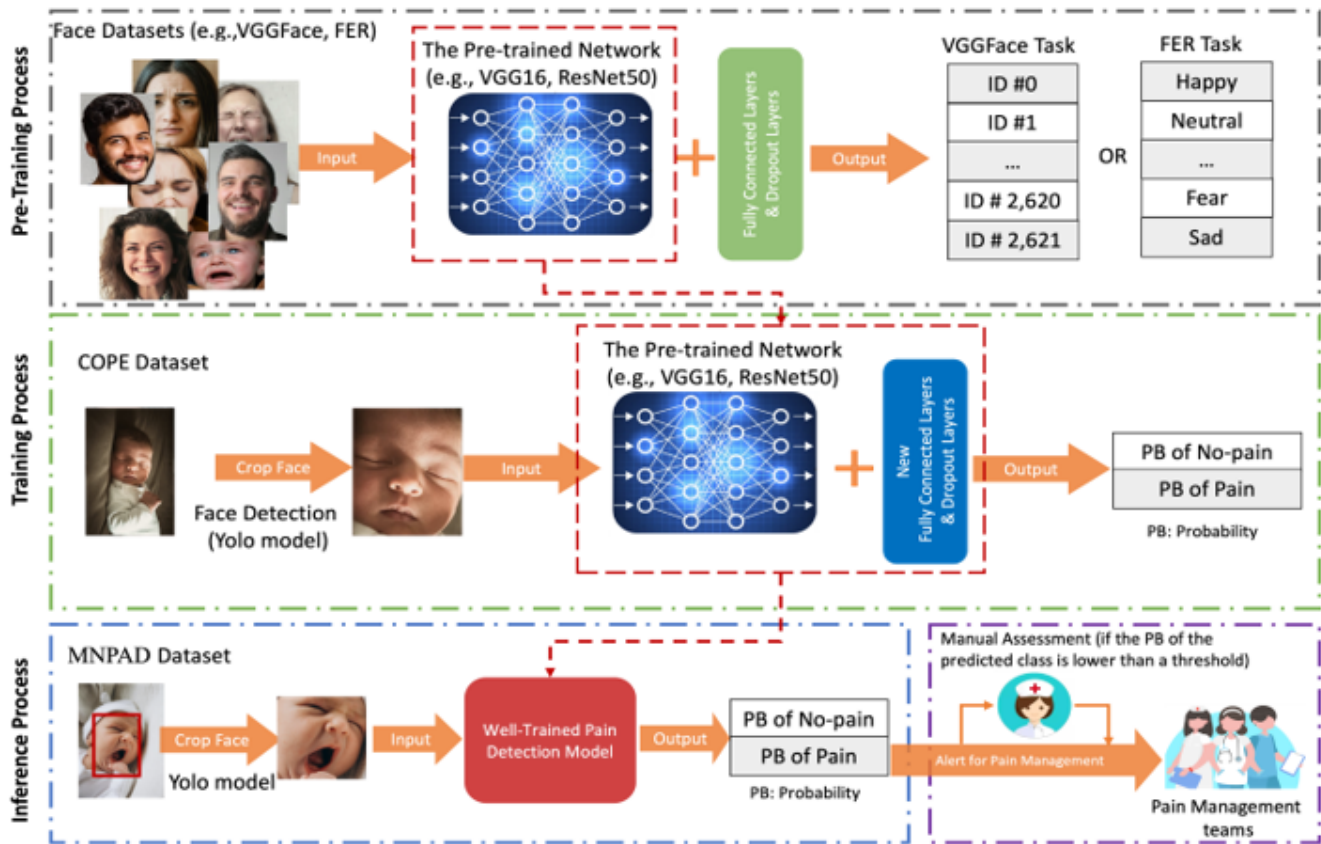 Pre-Training Process
Face Datasets (e.g.,VGGFace, FER)
Input
The Pre-trained Network
(e.g., VGG16, ResNet50)
Fully Connected Layers
& Dropout Layers
Output
VGGFace Task
ID #0
ID #1
...
ID # 2,620
ID # 2,621
OR
FER Task
Happy
Neutral
...
Fear
Sad
Training Process
COPE Dataset
Crop Face
Face Detection
(Yolo model)
Input
The Pre-trained Network
(e.g., VGG16, ResNet50)
New
Fully Connected Layers
& Dropout Layers
Output
PB of No-pain
PB of Pain
PB: Probability
Inference Process
MNPAD Dataset
Crop Face
Yolo model
Input
Well-Trained Pain
Detection Model
Output
PB of No-pain
PB of Pain
PB: Probability
Manual Assessment (if the PB of the
predicted class is lower than a threshold)
Alert for Pain Management
Pain Management
teams